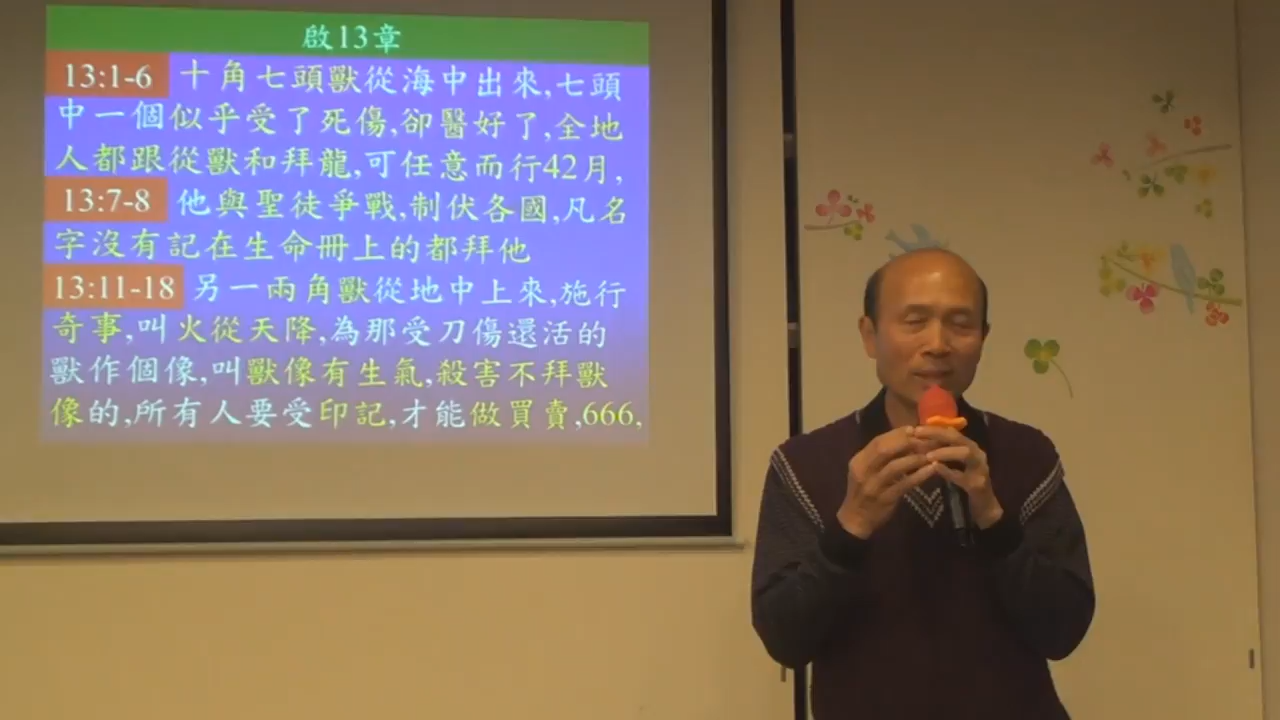 啟13章
13:1-6 十角七頭獸從海中出來,七頭
中一個似乎受了死傷,卻醫好了,全地
人都跟從獸和拜龍,可任意而行42月,
13:7-8 他與聖徒爭戰,制伏各國,凡名
字沒有記在生命冊上的都拜他
13:11-18 另一兩角獸從地中上來,施行
奇事,叫火從天降,為那受刀傷還活的
獸作個像,叫獸像有生氣,殺害不拜獸
像的,所有人要受印記,才能做買賣,666,